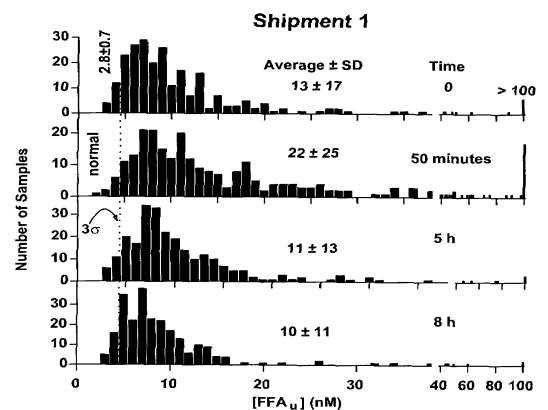 Shipment 1
Number of Samples
30
20
10
0
2.8±0.7
Average ± SD
Time
13 ± 17
0
> 100
20
10
0
normal
22 ± 25
50 minutes
30
20
10
0
3σ
11 ± 13
5 h
30
20
10
0
10 ± 11
8 h
0 10 20 30 40 60 80 100
[FFAu] (nM)